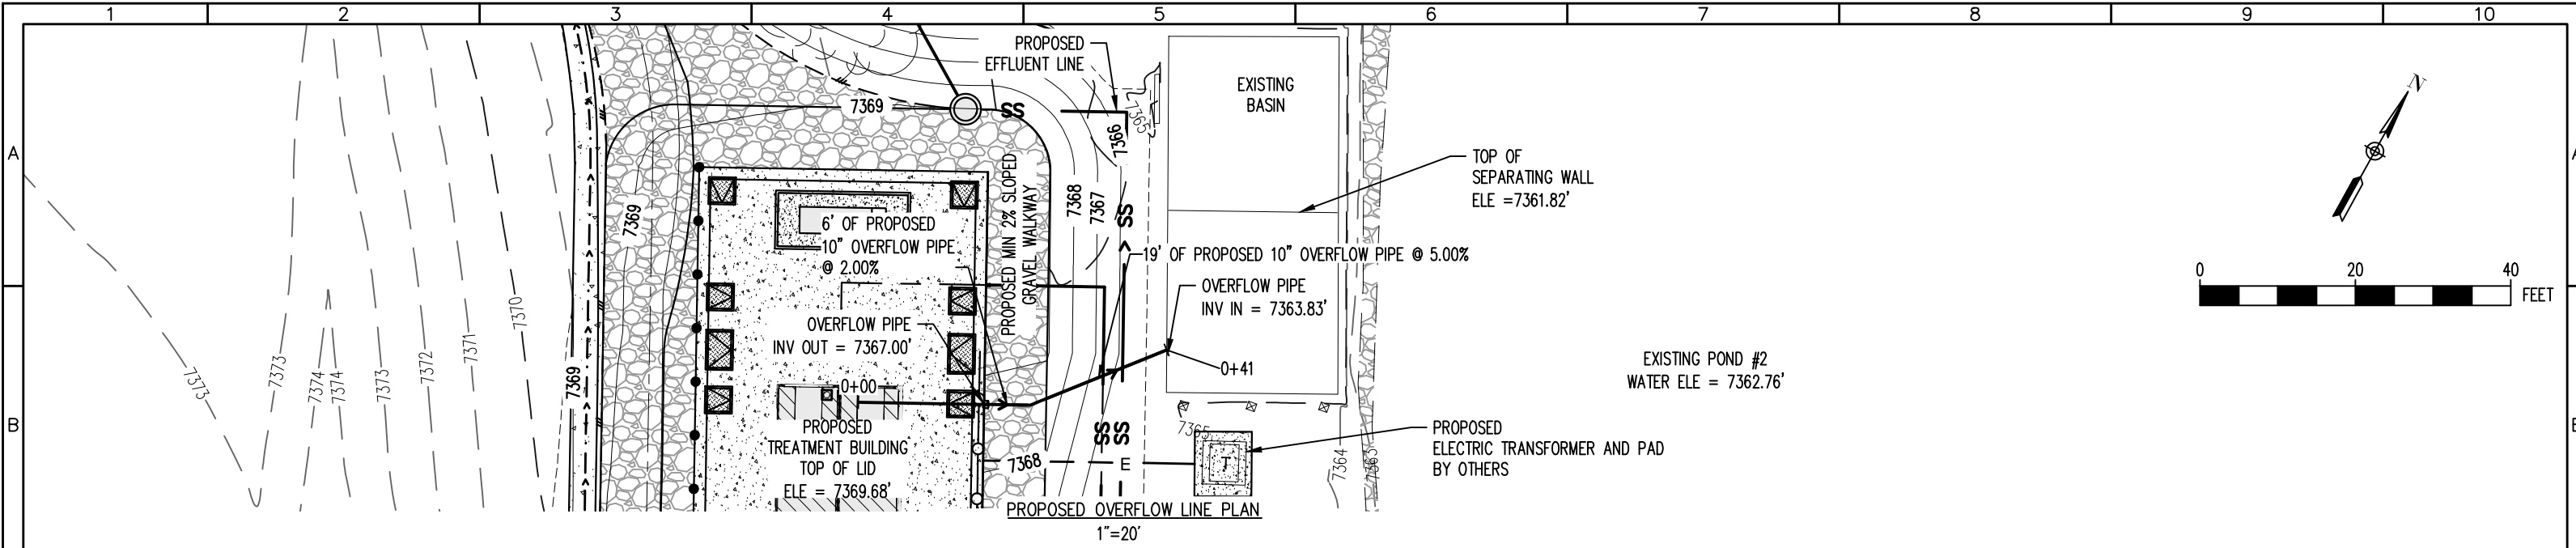 1 2 3 4 5 6 7 8 9 10
A
B
PROPOSED
EFFLUENT LINE
EXISTING
BASIN
N
7369
SS
7366
7365
TOP OF
SEPARATING WALL
ELE =7361.82'
7369
6' OF PROPOSED
10" OVERFLOW PIPE
@ 2.00%
PROPOSED MIN 2% SLOPED
GRAVEL WALKWAY
7368
7367
SS
19' OF PROPOSED 10" OVERFLOW PIPE @ 5.00%
OVERFLOW PIPE
INV IN = 7363.83'
0 20 40
FEET
OVERFLOW PIPE
INV OUT = 7367.00'
7373
7373
7374
7374
7373
7372
7371
7370
7369
0+00
0+41
EXISTING POND #2
WATER ELE = 7362.76'
PROPOSED
TREATMENT BUILDING
TOP OF LID
ELE = 7369.68'
7368
SS
SS
E
7365
T
7364
7363
PROPOSED
ELECTRIC TRANSFORMER AND PAD
BY OTHERS
PROPOSED OVERFLOW LINE PLAN
1"=20'